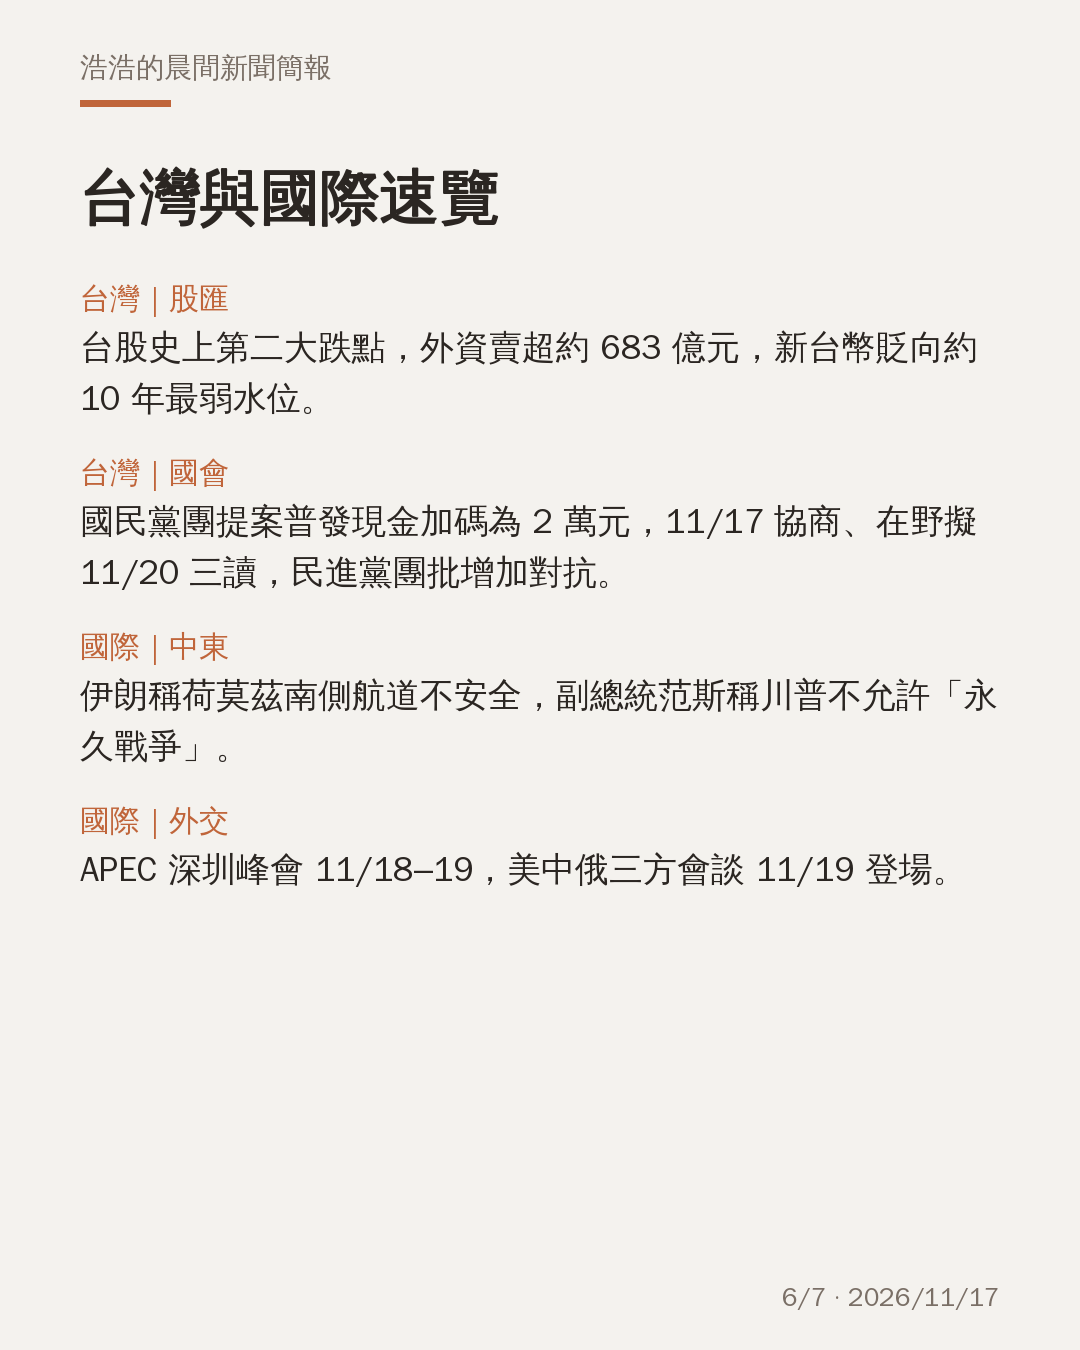 浩浩的晨間新聞簡報
台灣與國際速覽
台灣｜股匯
台股史上第二大跌點，外資賣超約 683 億元，新台幣貶向約
10 年最弱水位。
台灣｜國會
國民黨團提案普發現金加碼為 2 萬元，11/17 協商、在野擬
11/20 三讀，民進黨團批增加對抗。
國際｜中東
伊朗稱荷莫茲南側航道不安全，副總統范斯稱川普不允許「永
久戰爭」。
國際｜外交
APEC 深圳峰會 11/18–19，美中俄三方會談 11/19 登場。
6/7 · 2026/11/17